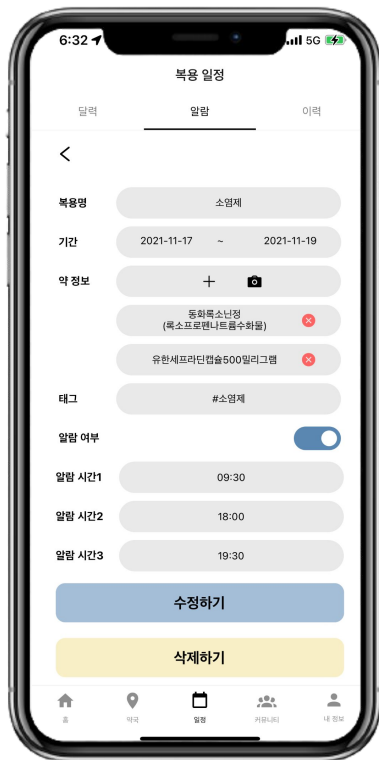 6:32 5G
복용 일정
달력 알람 이력
복용명 소염제
기간 2021-11-17 ~ 2021-11-19
약 정보 +
동화록소닌정
(록소프로펜나트륨수화물)
유한세프라딘캡슐500밀리그램
태그 #소염제
알람 여부
알람 시간1 09:30
알람 시간2 18:00
알람 시간3 19:30
수정하기
삭제하기
홈 약국 일정 커뮤니티 내 정보